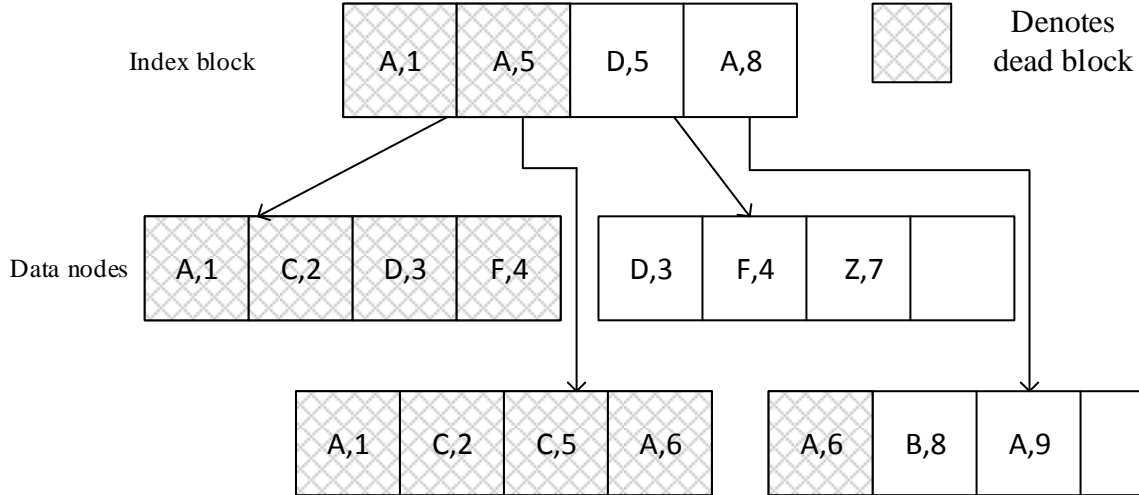 Index block
A,1 A,5 D,5 A,8
Denotes
dead block
Data nodes
A,1 C,2 D,3 F,4
D,3 F,4 Z,7
A,1 C,2 C,5 A,6
A,6 B,8 A,9